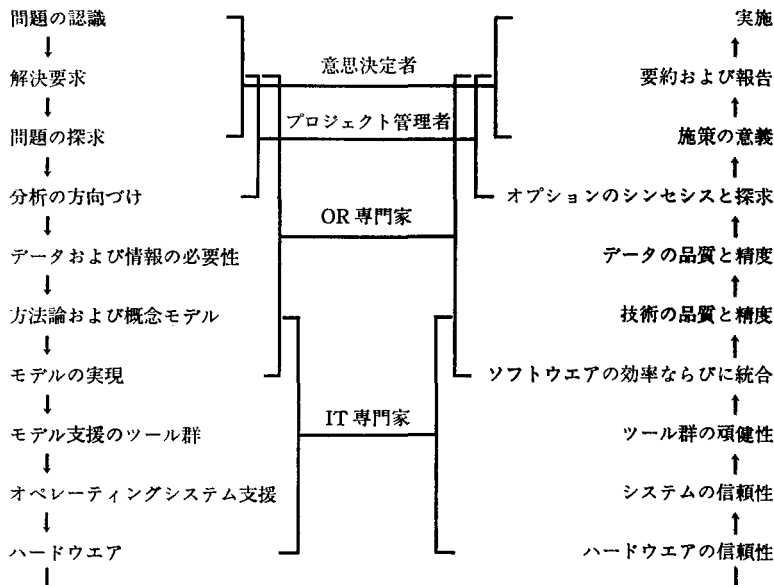 問題の認識
解決要求
問題の探求
分析の方向づけ
データおよび情報の必要性
方法論および概念モデル
モデルの実現
モデル支援のツール群
オペレーティングシステム支援
ハードウエア
意思決定者
プロジェクト管理者
OR 専門家
IT 専門家
実施
要約および報告
施策の意義
オプションのシンセシスと探求
データの品質と精度
技術の品質と精度
ソフトウエアの効率ならびに統合
ツール群の頑健性
システムの信頼性
ハードウエアの信頼性